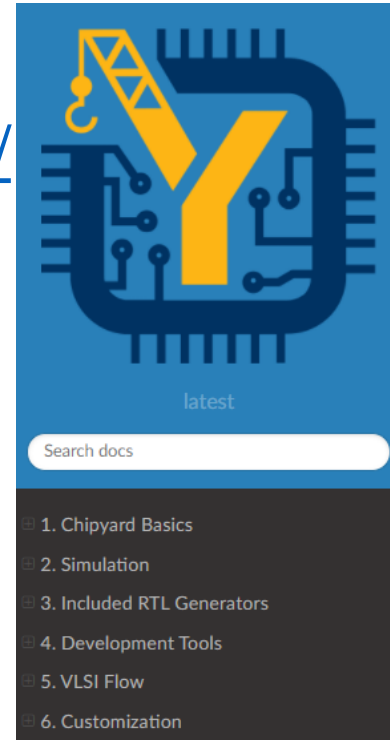 /
latest
Search docs
1. Chipyard Basics
2. Simulation
3. Included RTL Generators
4. Development Tools
5. VLSI Flow
6. Customization